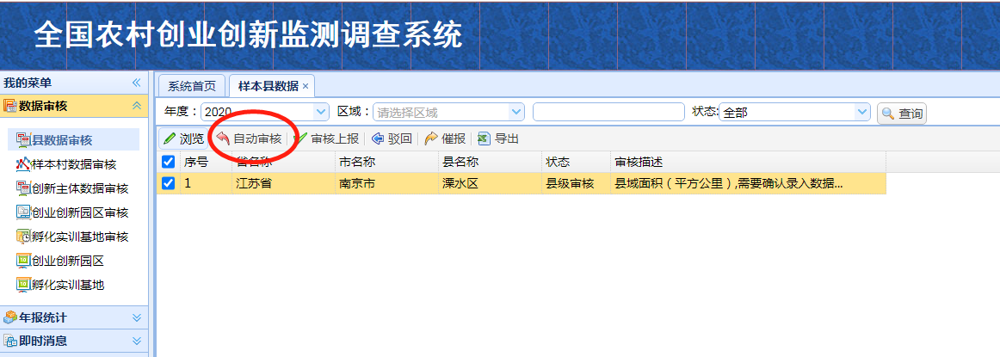 全国农村创业创新监测调查系统
我的菜单
数据审核
县数据审核
样本村数据审核
创新主体数据审核
创业创新园区审核
孵化实训基地审核
创业创新园区
孵化实训基地
年报统计
即时消息
系统首页 样本县数据 ×
年度： 2020 区域： 请选择区域 状态: 全部 查询
浏览 自动审核 审核上报 驳回 催报 导出
序号 省名称 市名称 县名称 状态 审核描述
1 江苏省 南京市 溧水区 县级审核 县域面积（平方公里）,需要确认录入数据...